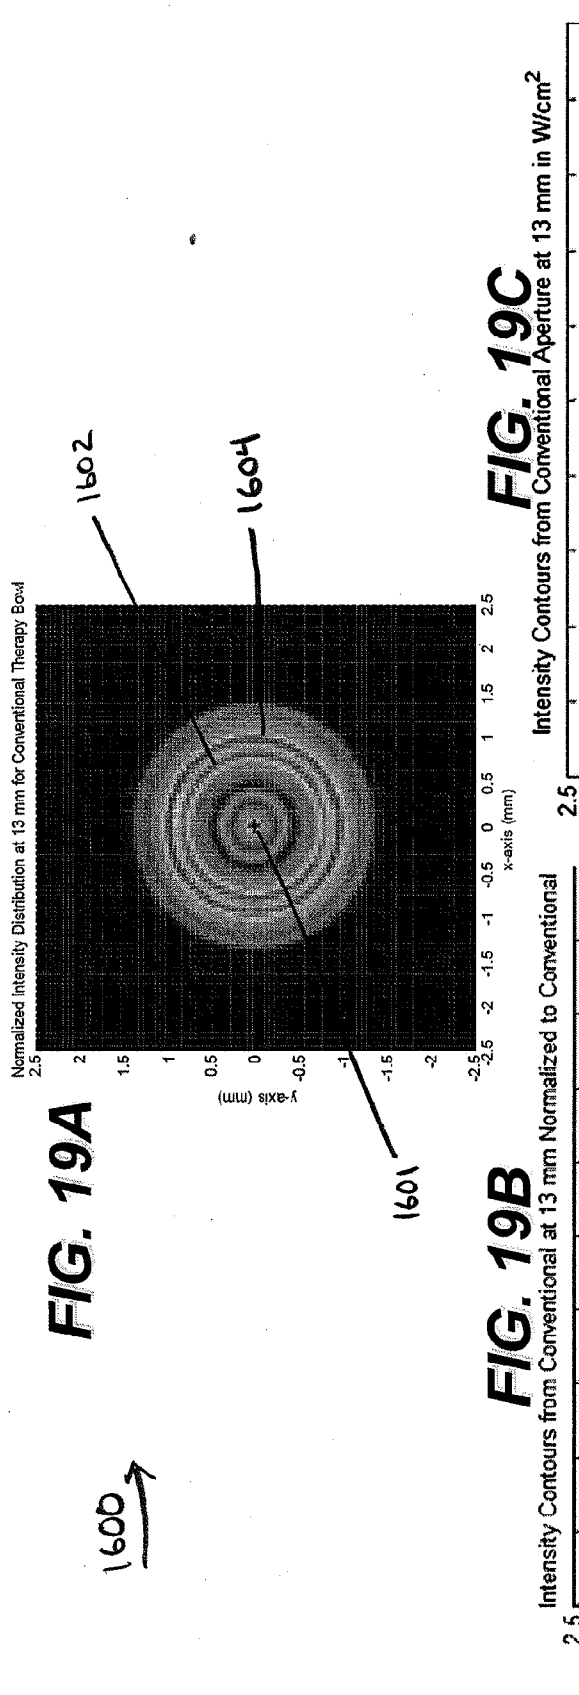 1600
FIG. 19A
Normalized Intensity Distribution at 13 mm for Conventional Therapy Bowl
2.5
2
1.5
1
0.5
0
-0.5
-1
-1.5
-2
-2.5
y-axis (mm)
-2.5 -2 -1.5 -1 -0.5 0 0.5 1 1.5 2 2.5
x-axis (mm)
1601
1602
1604
FIG. 19B
Intensity Contours from Conventional at 13 mm Normalized to Conventional
2.5
FIG. 19C
Intensity Contours from Conventional Aperture at 13 mm in W/cm²
2.5